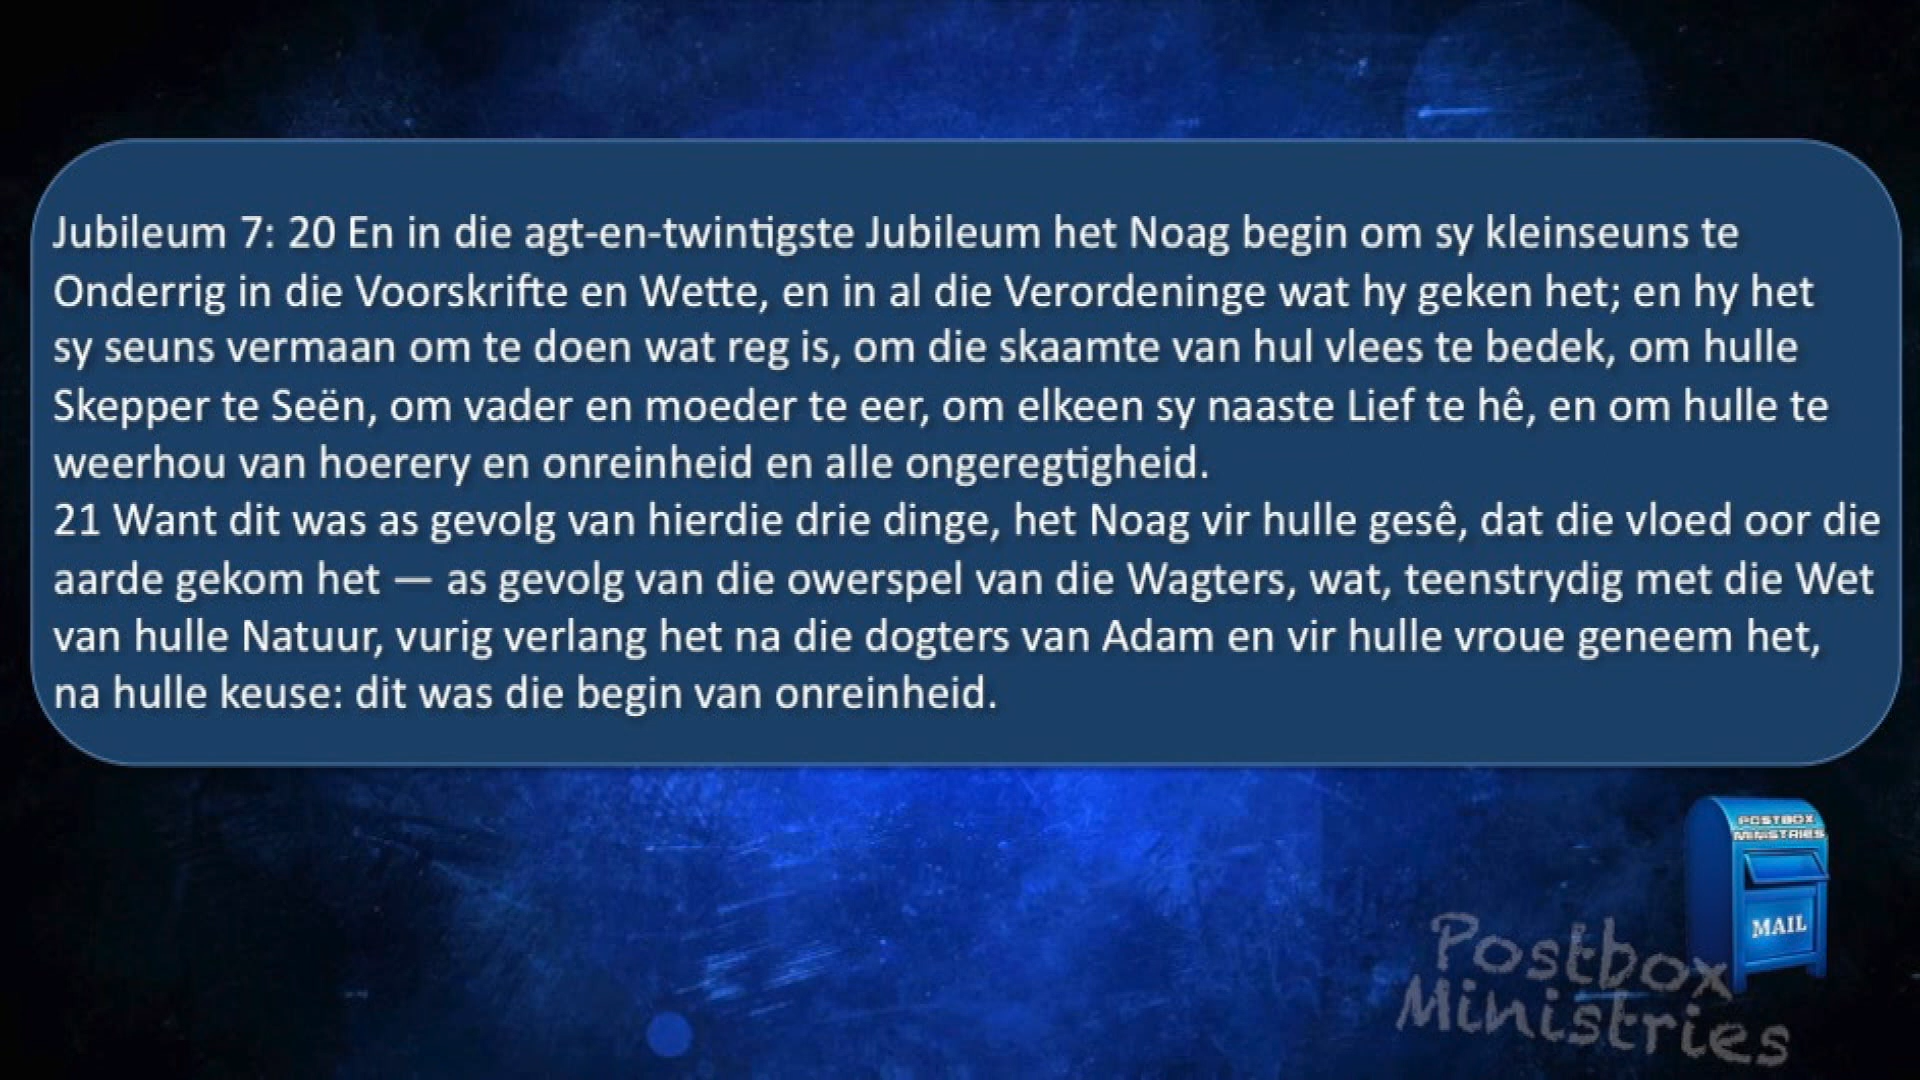 Jubileum 7: 20 En in die agt-en-twintigste Jubileum het Noag begin om sy kleinseuns te
Onderrig in die Voorskrifte en Wette, en in al die Verordeninge wat hy geken het; en hy het
sy seuns vermaan om te doen wat reg is, om die skaamte van hul vlees te bedek, om hulle
Skepper te Seën, om vader en moeder te eer, om elkeen sy naaste Lief te hê, en om hulle te
weerhou van hoerery en onreinheid en alle ongeregtigheid.
21 Want dit was as gevolg van hierdie drie dinge, het Noag vir hulle gesê, dat die vloed oor die
aarde gekom het — as gevolg van die owerspel van die Wagters, wat, teenstrydig met die Wet
van hulle Natuur, vurig verlang het na die dogters van Adam en vir hulle vroue geneem het,
na hulle keuse: dit was die begin van onreinheid.
POSTBOX
MINISTRIES
MAIL
Postbox
Ministries